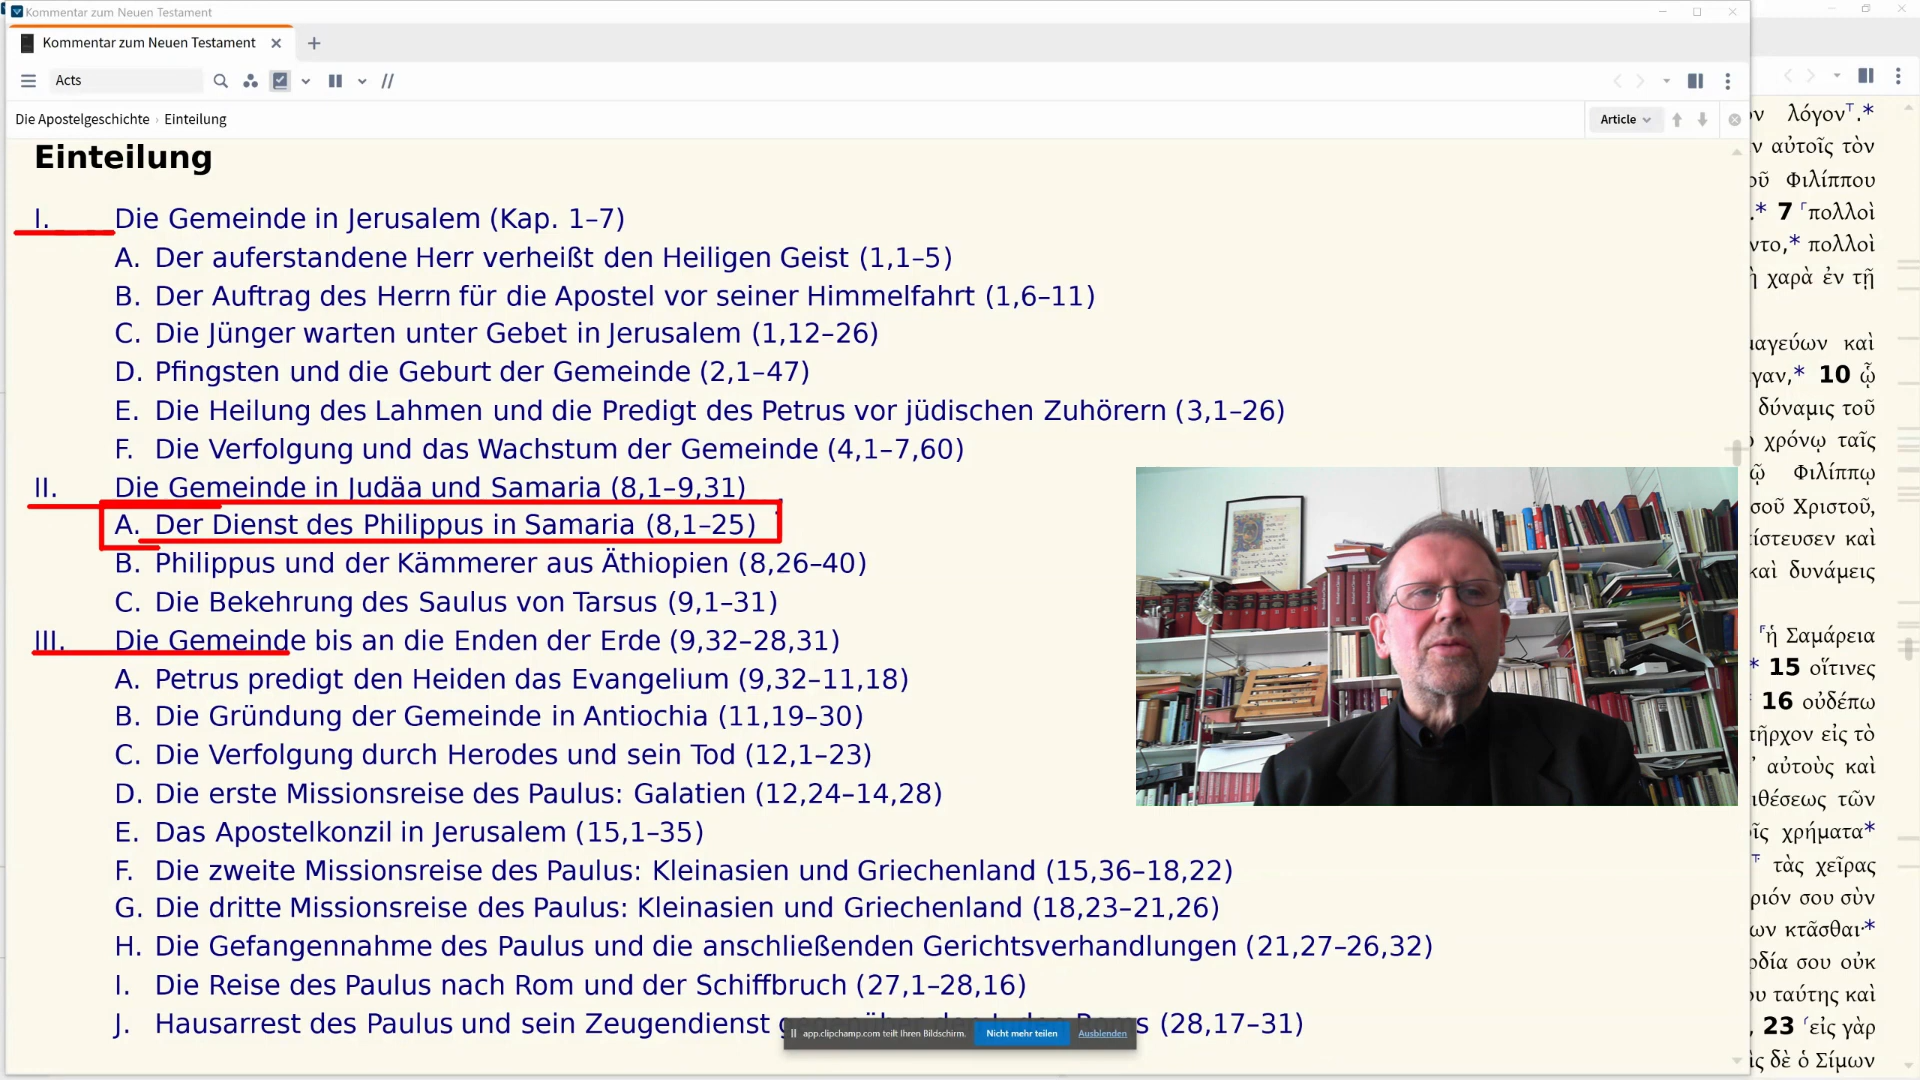 Kommentar zum Neuen Testament
Kommentar zum Neuen Testament
Acts
Die Apostelgeschichte › Einteilung
Article
Einteilung
I. Die Gemeinde in Jerusalem (Kap. 1–7)
A. Der auferstandene Herr verheißt den Heiligen Geist (1,1–5)
B. Der Auftrag des Herrn für die Apostel vor seiner Himmelfahrt (1,6–11)
C. Die Jünger warten unter Gebet in Jerusalem (1,12–26)
D. Pfingsten und die Geburt der Gemeinde (2,1–47)
E. Die Heilung des Lahmen und die Predigt des Petrus vor jüdischen Zuhörern (3,1–26)
F. Die Verfolgung und das Wachstum der Gemeinde (4,1–7,60)
II. Die Gemeinde in Judäa und Samaria (8,1–9,31)
A. Der Dienst des Philippus in Samaria (8,1–25)
B. Philippus und der Kämmerer aus Äthiopien (8,26–40)
C. Die Bekehrung des Saulus von Tarsus (9,1–31)
III. Die Gemeinde bis an die Enden der Erde (9,32–28,31)
A. Petrus predigt den Heiden das Evangelium (9,32–11,18)
B. Die Gründung der Gemeinde in Antiochia (11,19–30)
C. Die Verfolgung durch Herodes und sein Tod (12,1–23)
D. Die erste Missionsreise des Paulus: Galatien (12,24–14,28)
E. Das Apostelkonzil in Jerusalem (15,1–35)
F. Die zweite Missionsreise des Paulus: Kleinasien und Griechenland (15,36–18,22)
G. Die dritte Missionsreise des Paulus: Kleinasien und Griechenland (18,23–21,26)
H. Die Gefangennahme des Paulus und die anschließenden Gerichtsverhandlungen (21,27–26,32)
I. Die Reise des Paulus nach Rom und der Schiffbruch (27,1–28,16)
J. Hausarrest des Paulus und sein Zeugendienst (28,17–31)
app.clipchamp.com teilt Ihren Bildschirm. Nicht mehr teilen Ausblenden
λόγον⸆.*
αὐτοῖς τὸν
Φιλίππου
* 7 ⸀πολλοὶ
* πολλοὶ
χαρὰ ἐν τῇ
καὶ
* 10 ᾧ
δύναμις τοῦ
χρόνῳ ταῖς
Φιλίππῳ
Χριστοῦ,
καὶ
καὶ δυνάμεις
⸀ἡ Σαμάρεια
* 15 οἵτινες
16 οὐδέπω
εἰς τὸ
αὐτοὺς καὶ
τῶν
χρήματα*
τὰς χεῖρας
σου σὺν
κτᾶσθαι·*
σου οὐκ
ταύτης καὶ
23 ⸂εἰς γὰρ
δὲ ὁ Σίμων